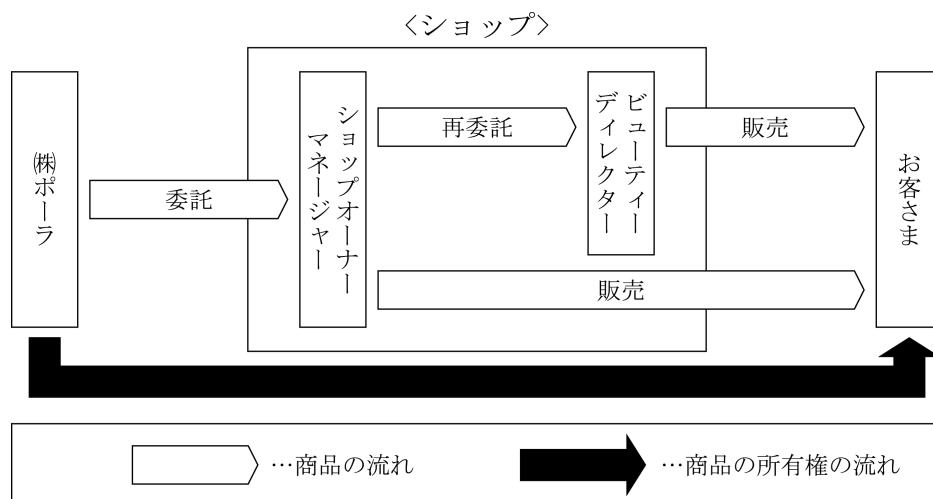 〈ショップ〉
㈱ポーラ
委託
ショップオーナー
マネージャー
再委託
ビューティー
ディレクター
販売
販売
お客さま
…商品の流れ
…商品の所有権の流れ